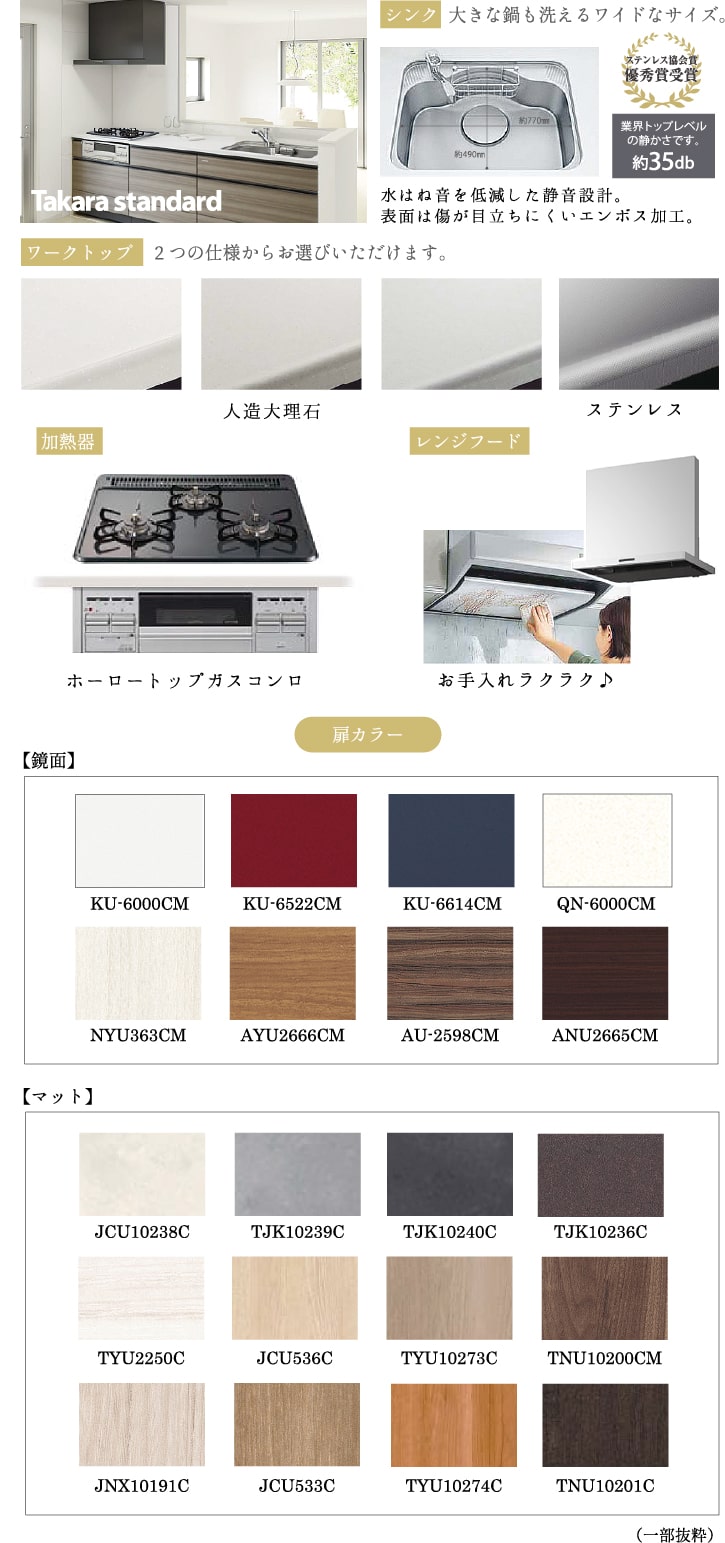 シンク 大きな鍋も洗えるワイドなサイズ。
ステンレス協会賞
優秀賞受賞
約770㎜
約490㎜
業界トップレベル
の静かさです。
約35db
Takara standard
水はね音を低減した静音設計。
表面は傷が目立ちにくいエンボス加工。
ワークトップ 2つの仕様からお選びいただけます。
人造大理石 ステンレス
加熱器 レンジフード
ホーロートップガスコンロ お手入れラクラク♪
扉カラー
【鏡面】
KU-6000CM KU-6522CM KU-6614CM QN-6000CM
NYU363CM AYU2666CM AU-2598CM ANU2665CM
【マット】
JCU10238C TJK10239C TJK10240C TJK10236C
TYU2250C JCU536C TYU10273C TNU10200CM
JNX10191C JCU533C TYU10274C TNU10201C
（一部抜粋）